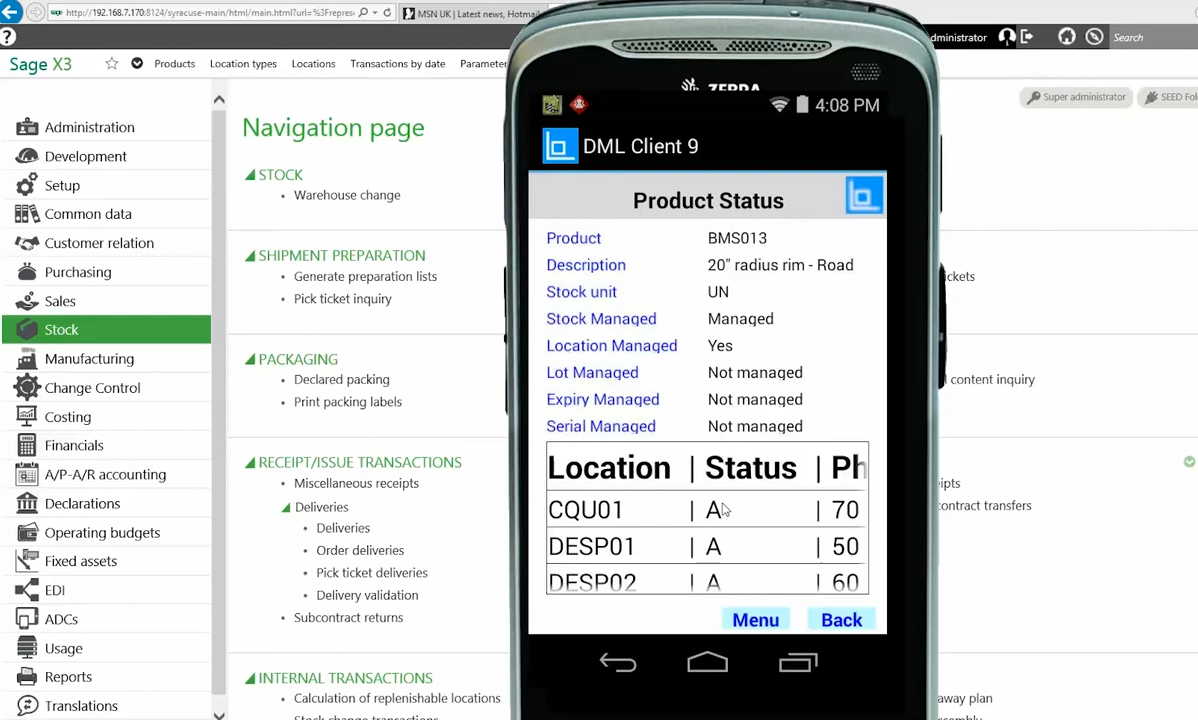 http://192.168.7.170:8124/syracuse-main/html/main.html?url=%3Frepres
MSN UK | Latest news, Hotmail
?
dministrator
Search
Sage X3
Products
Location types
Locations
Transactions by date
Parameter
Super administrator
SEED Fol
Administration
Development
Setup
Common data
Customer relation
Purchasing
Sales
Stock
Manufacturing
Change Control
Costing
Financials
A/P-A/R accounting
Declarations
Operating budgets
Fixed assets
EDI
ADCs
Usage
Reports
Translations
Navigation page
STOCK
Warehouse change
SHIPMENT PREPARATION
Generate preparation lists
Pick ticket inquiry
PACKAGING
Declared packing
Print packing labels
RECEIPT/ISSUE TRANSACTIONS
Miscellaneous receipts
Deliveries
Deliveries
Order deliveries
Pick ticket deliveries
Delivery validation
Subcontract returns
INTERNAL TRANSACTIONS
Calculation of replenishable locations
Stock change transactions
ZEBRA
4:08 PM
DML Client 9
Product Status
Product BMS013
Description 20" radius rim - Road
Stock unit UN
Stock Managed Managed
Location Managed Yes
Lot Managed Not managed
Expiry Managed Not managed
Serial Managed Not managed
Location | Status | Ph
CQU01 | A | 70
DESP01 | A | 50
DESP02 | A | 60
Menu Back
ickets
content inquiry
ipts
contract transfers
away plan